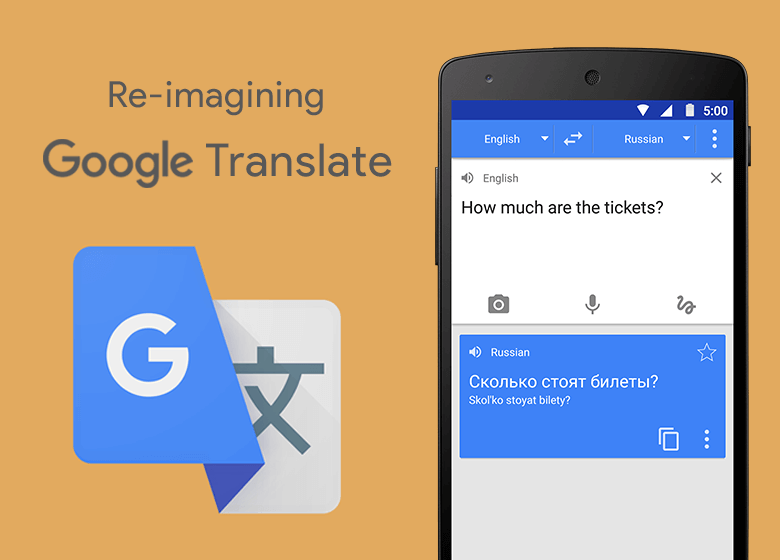 Re-imagining
Google Translate
G
文
5:00
English
Russian
English
How much are the tickets?
Russian
Сколько стоят билеты?
Skol'ko stoyat bilety?